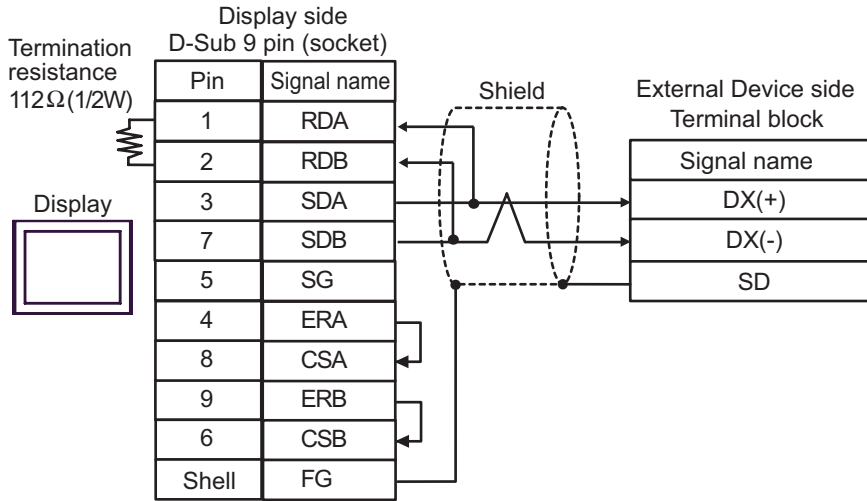 Display side
D-Sub 9 pin (socket)
Termination
resistance
112Ω(1/2W)
Pin Signal name
1 RDA
2 RDB
3 SDA
7 SDB
5 SG
4 ERA
8 CSA
9 ERB
6 CSB
Shell FG
Display
Shield
External Device side
Terminal block
Signal name
DX(+)
DX(-)
SD